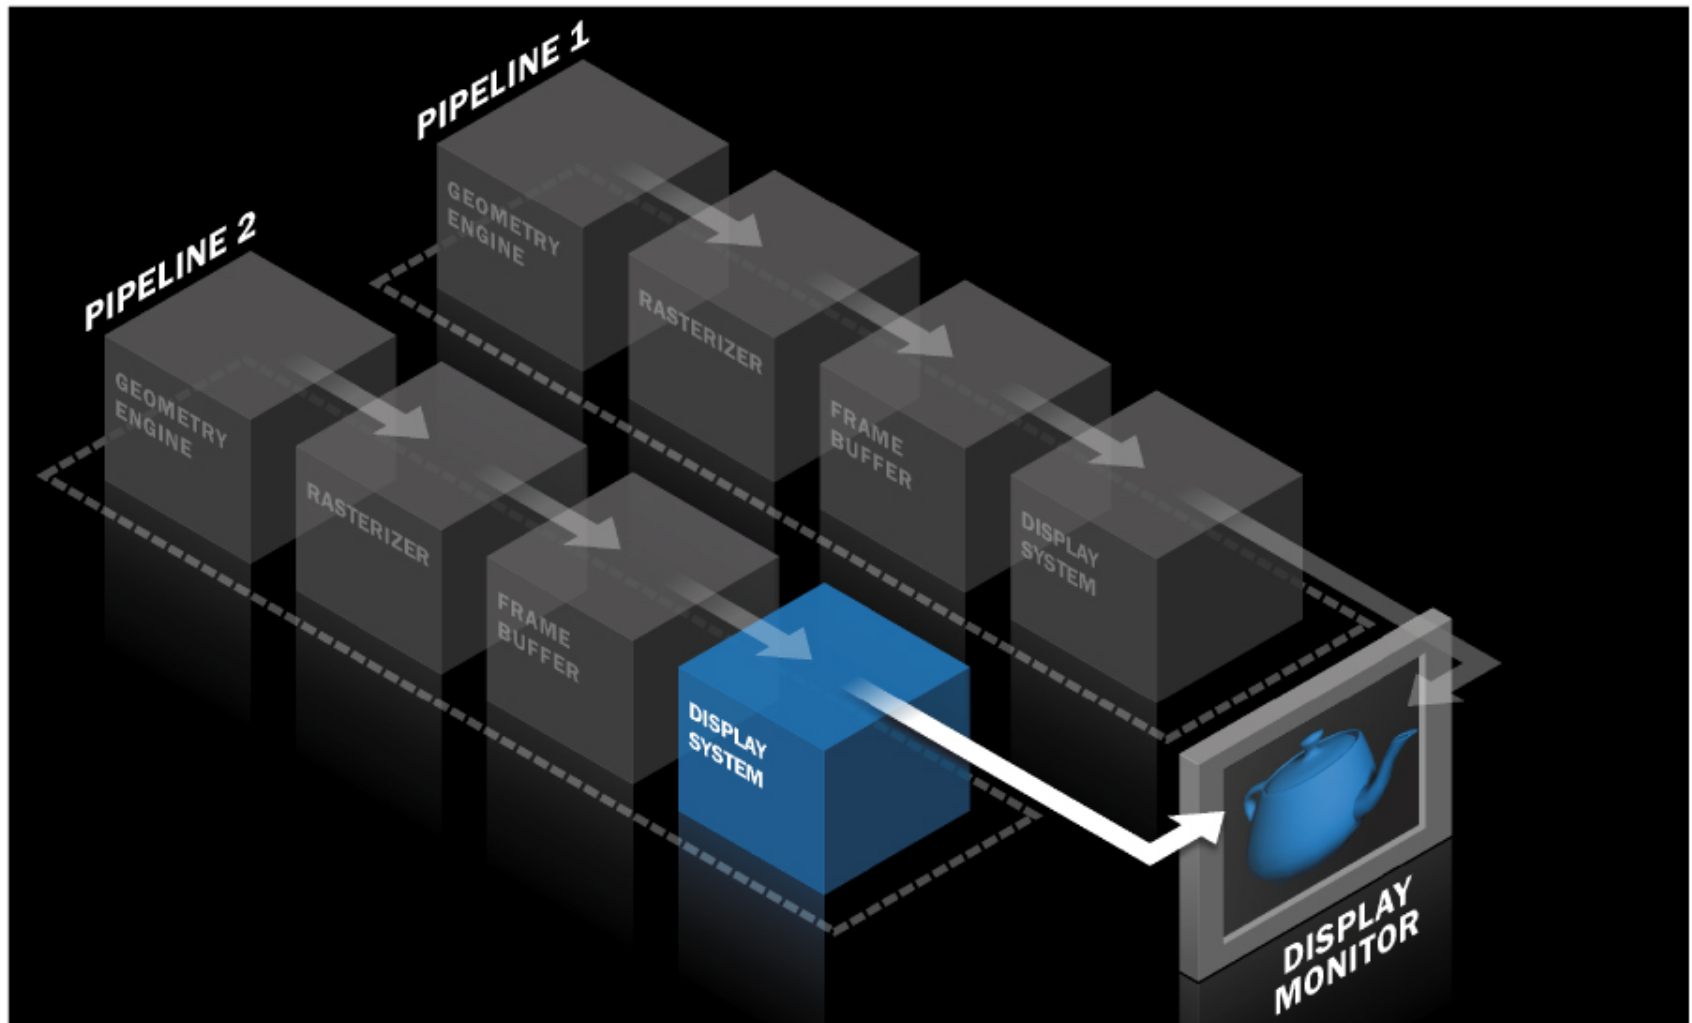 PIPELINE 1
GEOMETRY
ENGINE
RASTERIZER
FRAME
BUFFER
DISPLAY
SYSTEM
PIPELINE 2
GEOMETRY
ENGINE
RASTERIZER
FRAME
BUFFER
DISPLAY
SYSTEM
DISPLAY
MONITOR